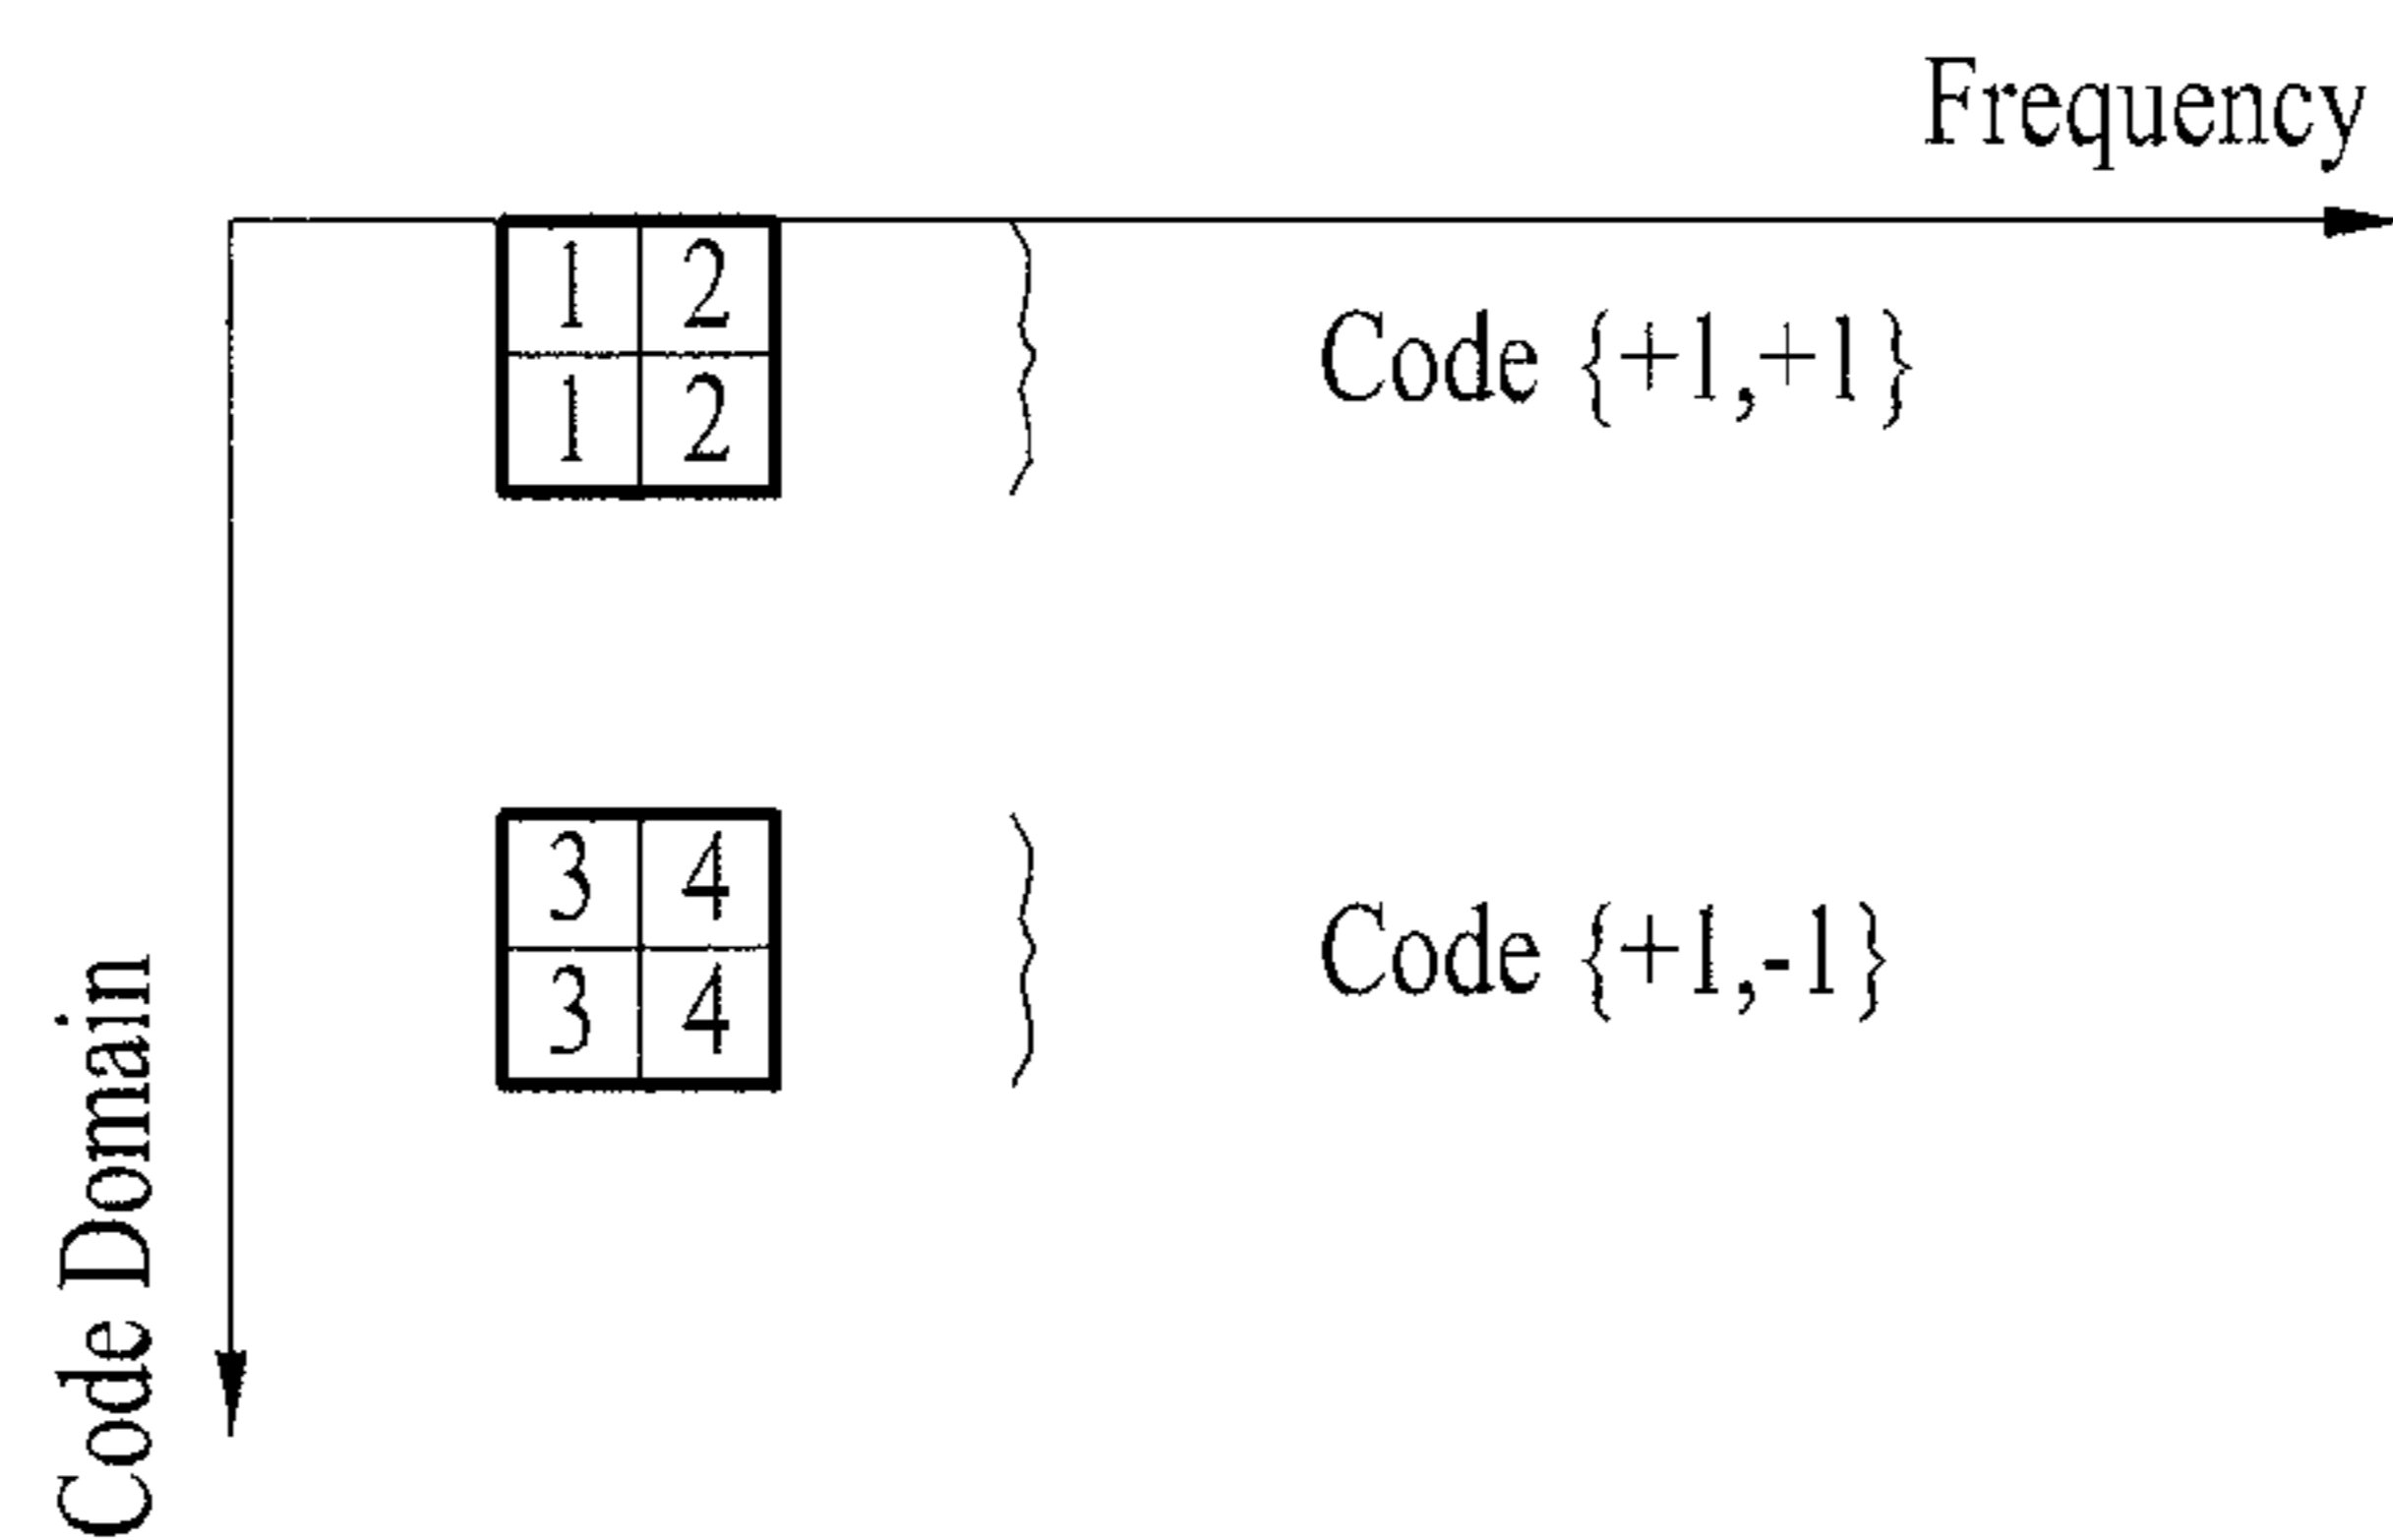 Frequency
1 2
1 2
Code {+1,+1}
3 4
3 4
Code {+1,-1}
Code Domain